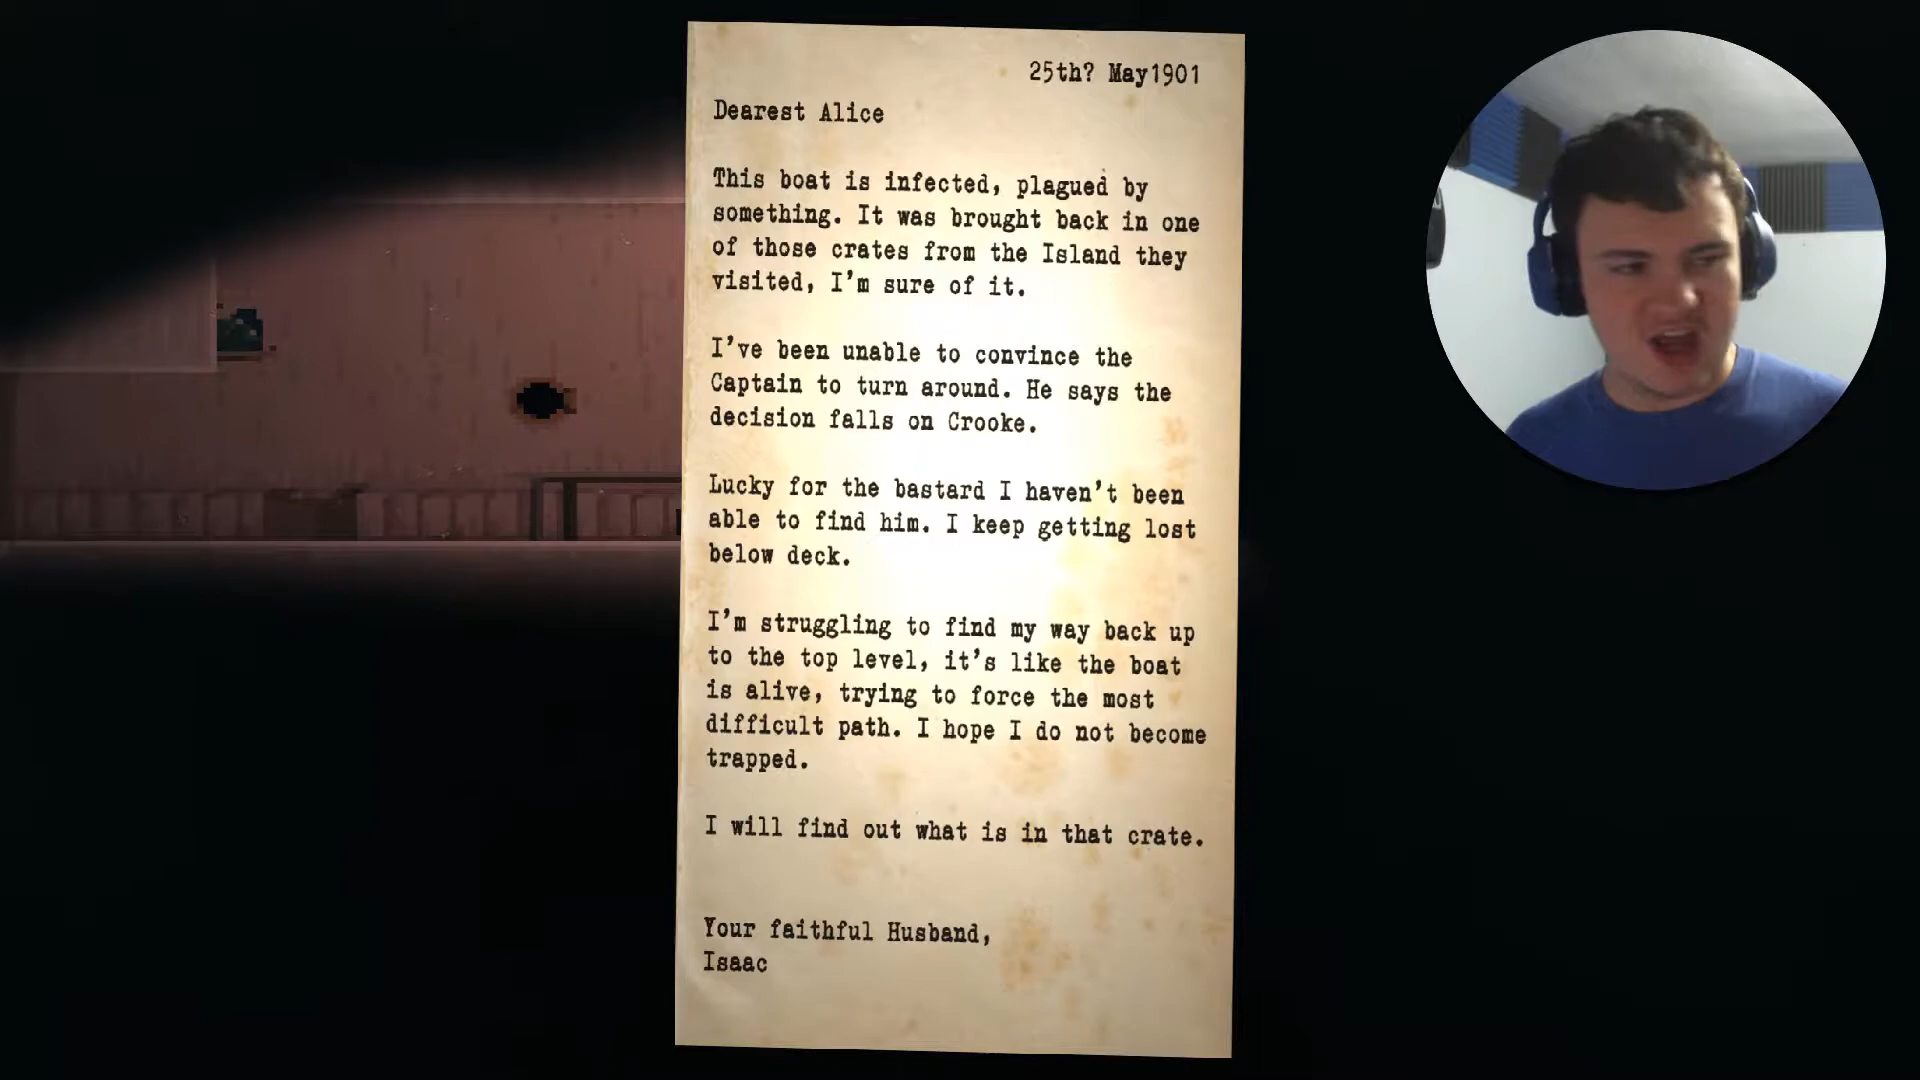 25th? May1901
Dearest Alice
This boat is infected, plagued by
something. It was brought back in one
of those crates from the Island they
visited, I'm sure of it.
I've been unable to convince the
Captain to turn around. He says the
decision falls on Crooke.
Lucky for the bastard I haven't been
able to find him. I keep getting lost
below deck.
I'm struggling to find my way back up
to the top level, it's like the boat
is alive, trying to force the most
difficult path. I hope I do not become
trapped.
I will find out what is in that crate.
Your faithful Husband,
Isaac